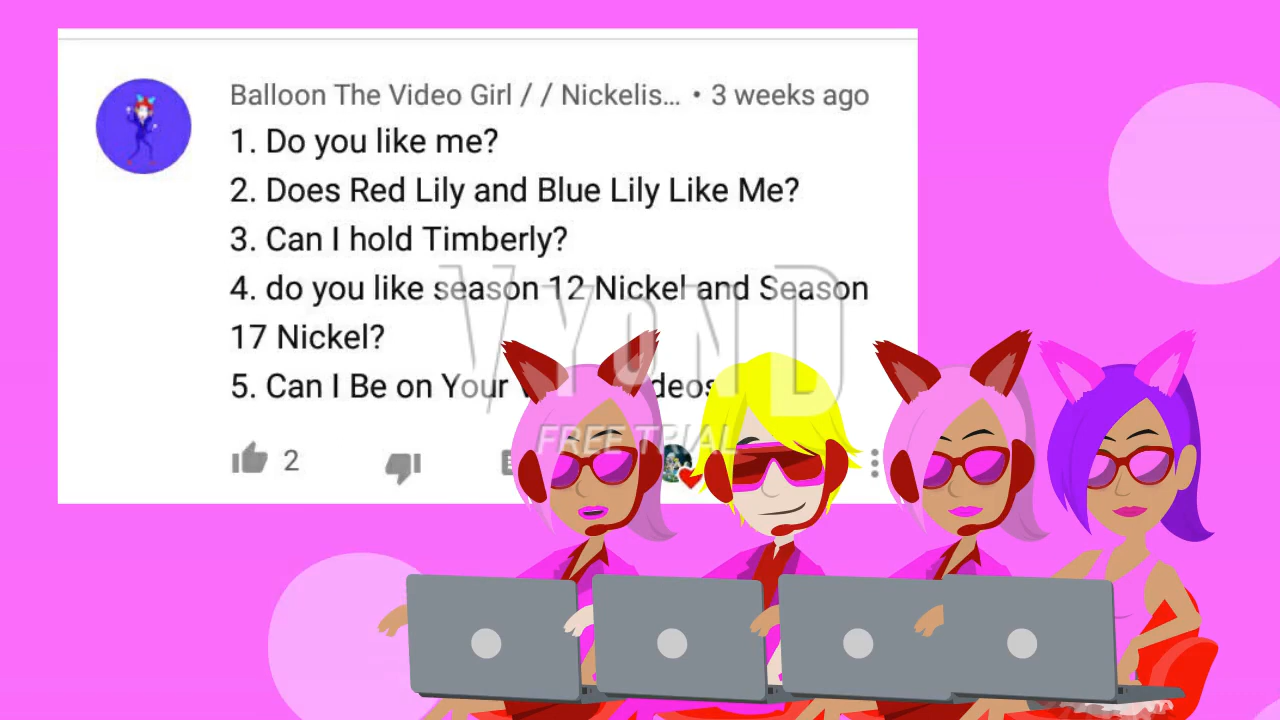 Balloon The Video Girl / / Nickelis... • 3 weeks ago
1. Do you like me?
2. Does Red Lily and Blue Lily Like Me?
3. Can I hold Timberly?
4. do you like season 12 Nickel and Season
17 Nickel?
5. Can I Be on Your
2
VYOND
FREE TRIAL